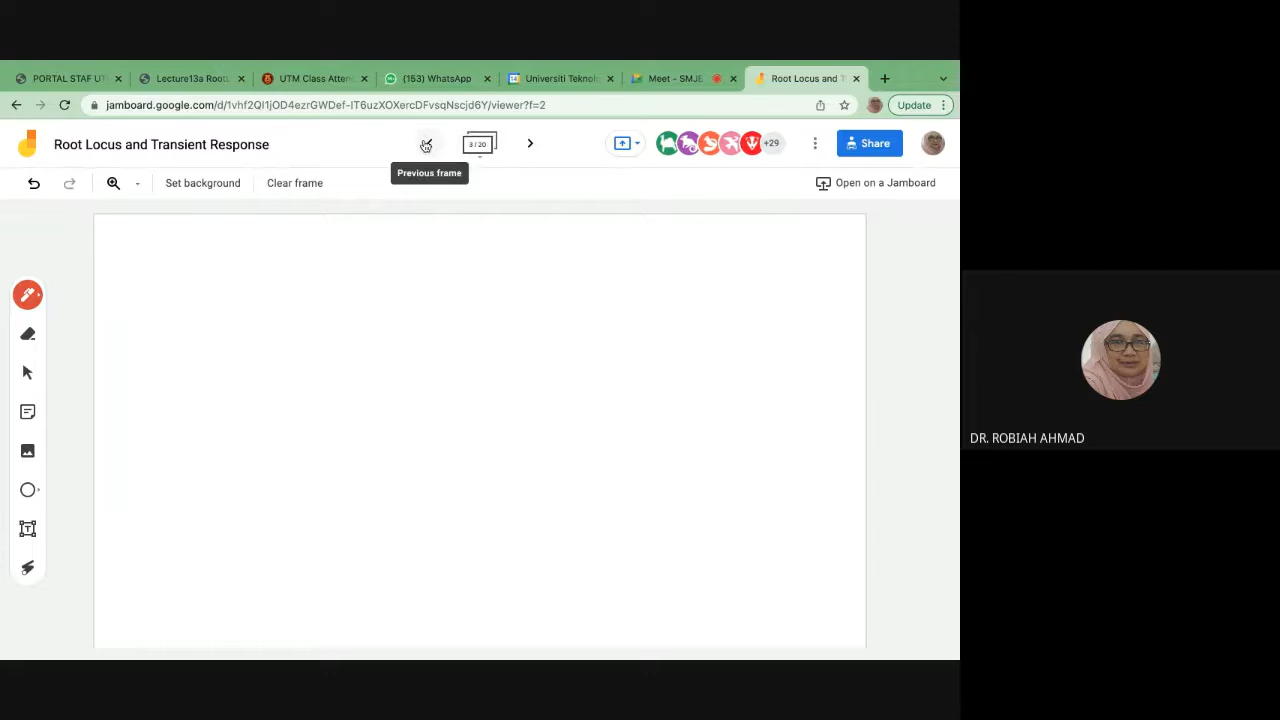 PORTAL STAF UT
Lecture13a Root
UTM Class Atten
(153) WhatsApp
Universiti Teknol
Meet - SMJE
Root Locus and T
jamboard.google.com/d/1vhf2QI1jOD4ezrGWDef-IT6uzXOXercDFvsqNscjd6Y/viewer?f=2
Update
Root Locus and Transient Response
3 / 20
+29
Share
Previous frame
Set background
Clear frame
Open on a Jamboard
DR. ROBIAH AHMAD